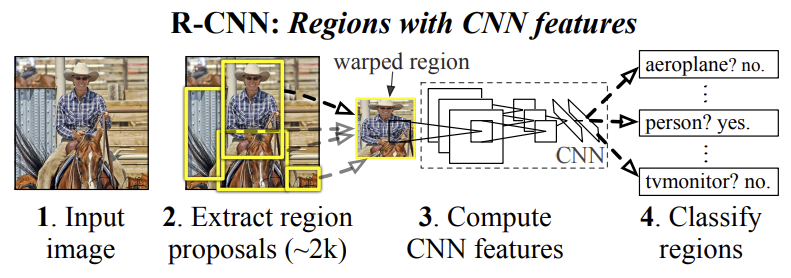 R-CNN: Regions with CNN features
warped region
aeroplane? no.
⋮
person? yes.
⋮
tvmonitor? no.
CNN
1. Input
image
2. Extract region
proposals (~2k)
3. Compute
CNN features
4. Classify
regions